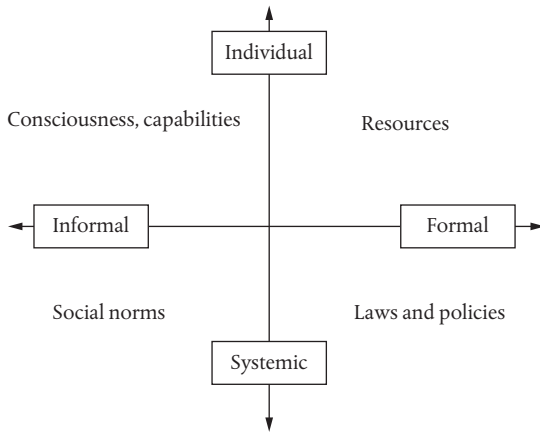 Individual
Consciousness, capabilities
Resources
Informal
Formal
Social norms
Laws and policies
Systemic